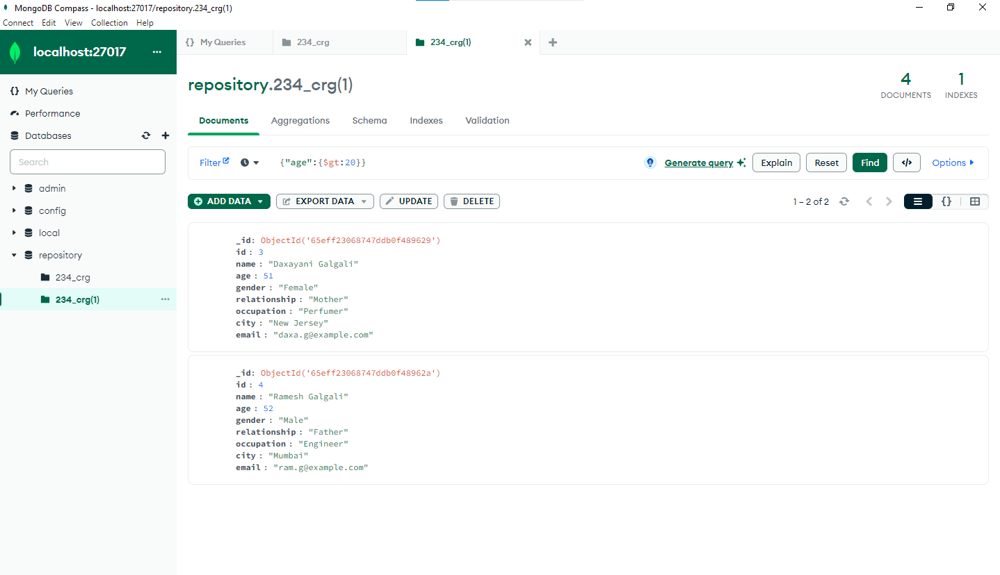 MongoDB Compass - localhost:27017/repository.234_crg(1)
Connect Edit View Collection Help
localhost:27017 ...
{} My Queries
234_crg
234_crg(1)
{} My Queries
Performance
Databases
Search
admin
config
local
repository
234_crg
234_crg(1) ...
repository.234_crg(1)
4
DOCUMENTS
1
INDEXES
Documents Aggregations Schema Indexes Validation
Filter {"age":{$gt:20}} Generate query Explain Reset Find </> Options
ADD DATA EXPORT DATA UPDATE DELETE 1 – 2 of 2 {}
_id: ObjectId('65eff23068747ddb0f489629')
id : 3
name : "Daxayani Galgali"
age : 51
gender : "Female"
relationship : "Mother"
occupation : "Perfumer"
city : "New Jersey"
email : "daxa.g@example.com"
_id: ObjectId('65eff23068747ddb0f48962a')
id : 4
name : "Ramesh Galgali"
age : 52
gender : "Male"
relationship : "Father"
occupation : "Engineer"
city : "Mumbai"
email : "ram.g@example.com"